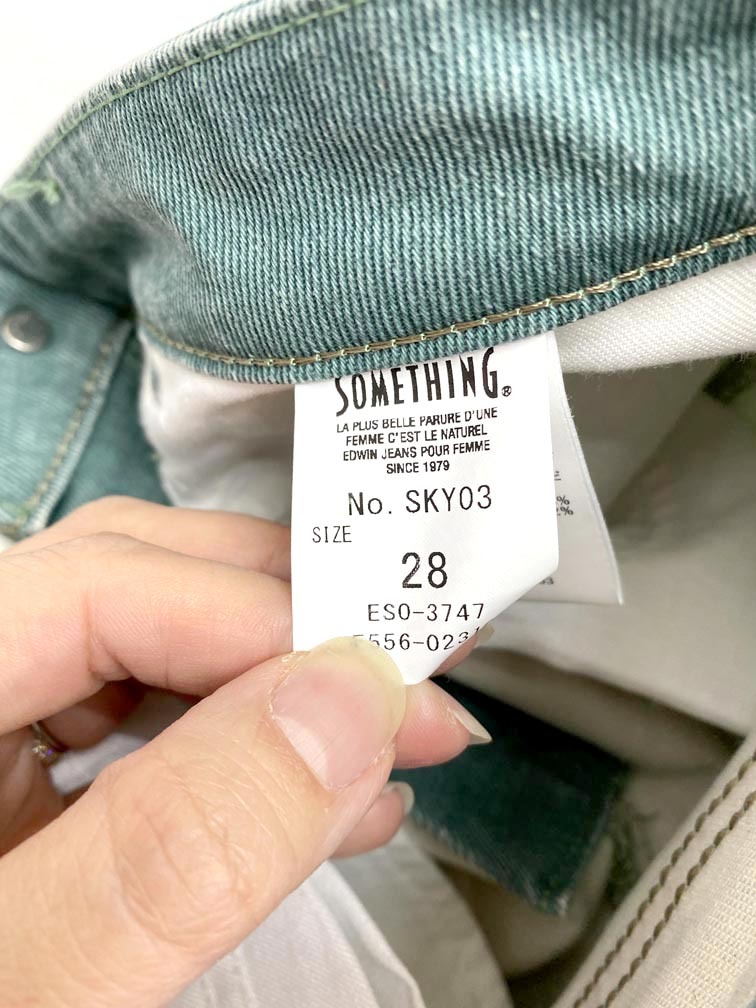 SOMETHING®
LA PLUS BELLE PARURE D'UNE
FEMME C'EST LE NATUREL
EDWIN JEANS POUR FEMME
SINCE 1979
No. SKY03
SIZE
28
ESO-3747